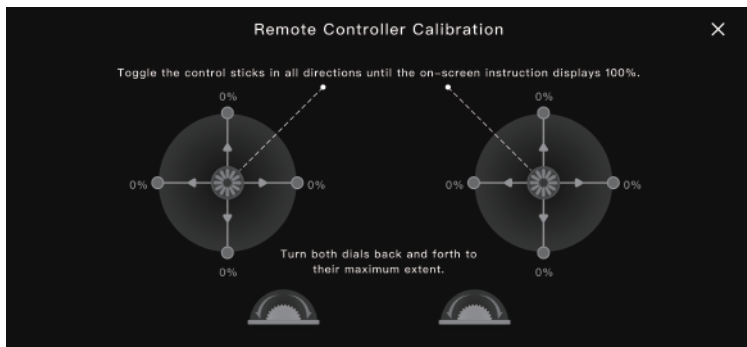 Remote Controller Calibration
Toggle the control sticks in all directions until the on-screen instruction displays 100%.
0%
0%
0%
0%
0%
0%
0%
0%
Turn both dials back and forth to
their maximum extent.